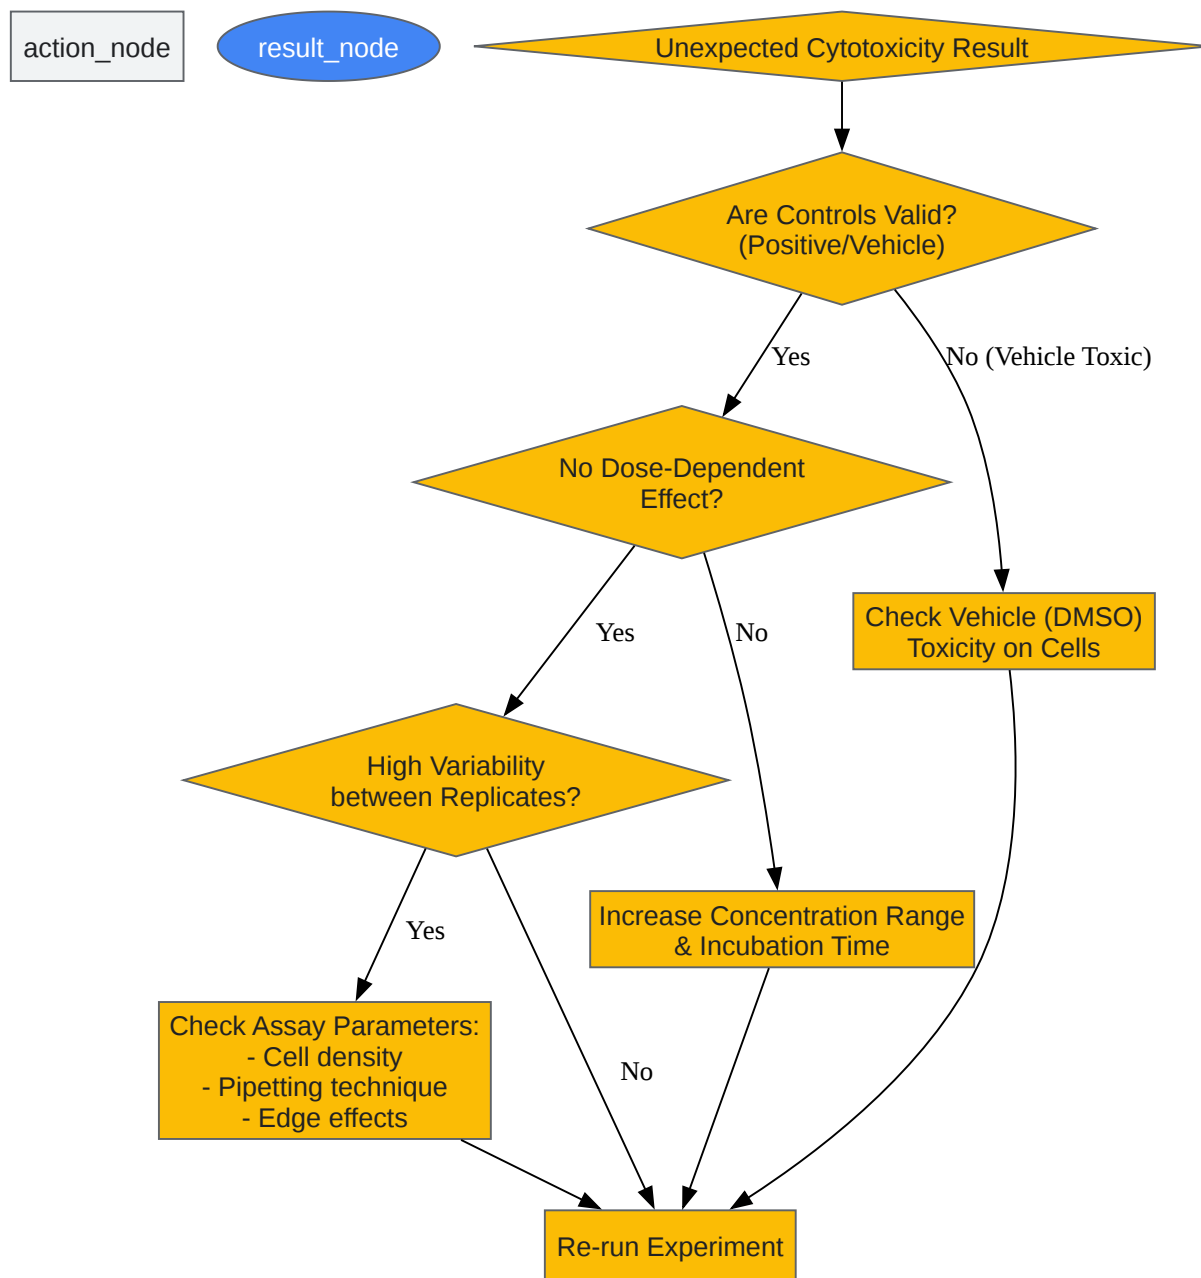 action_node
result_node
Unexpected Cytotoxicity Result
Are Controls Valid?
(Positive/Vehicle)
Yes
No (Vehicle Toxic)
No Dose-Dependent
Effect?
Check Vehicle (DMSO)
Toxicity on Cells
Yes
No
High Variability
between Replicates?
Increase Concentration Range
& Incubation Time
Yes
Check Assay Parameters:
- Cell density
- Pipetting technique
- Edge effects
No
Re-run Experiment